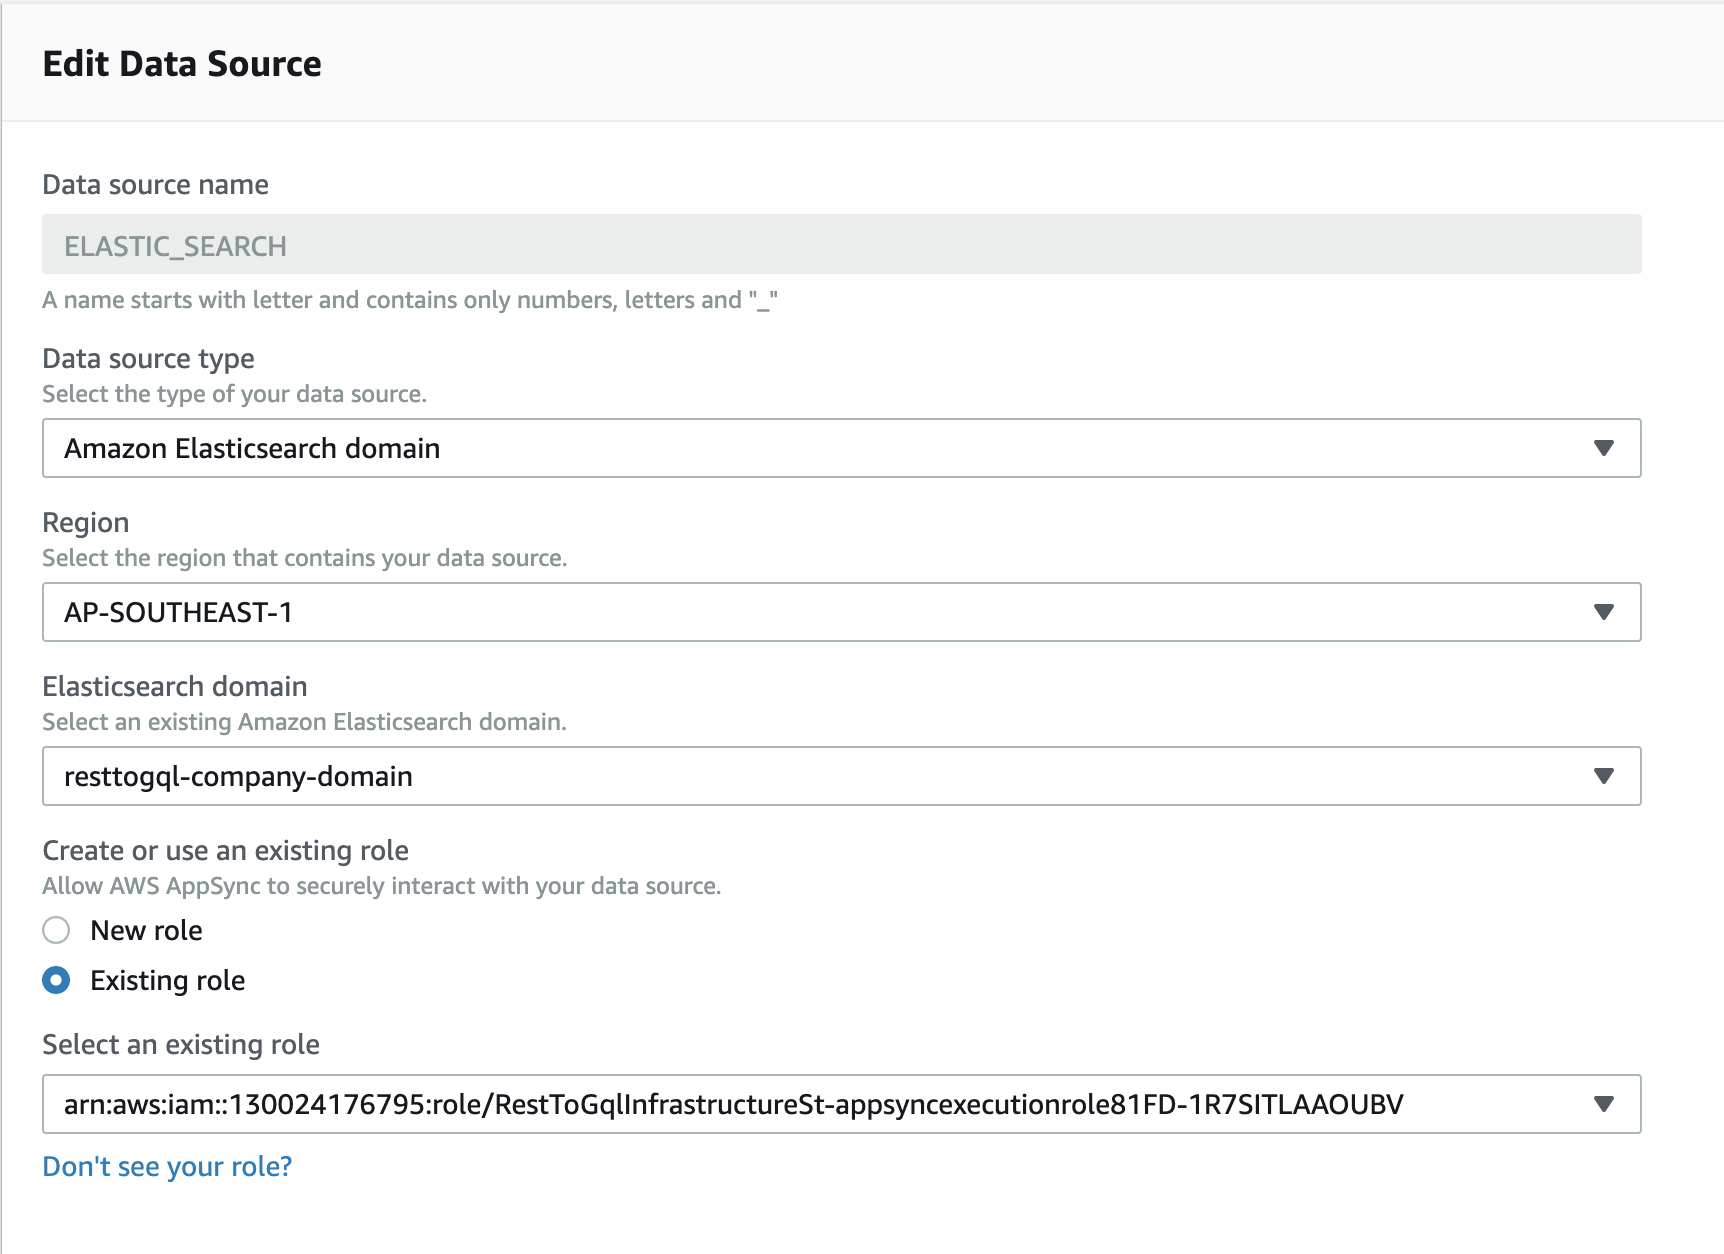 Edit Data Source
Data source name
ELASTIC_SEARCH
A name starts with letter and contains only numbers, letters and "_"
Data source type
Select the type of your data source.
Amazon Elasticsearch domain
Region
Select the region that contains your data source.
AP-SOUTHEAST-1
Elasticsearch domain
Select an existing Amazon Elasticsearch domain.
resttogql-company-domain
Create or use an existing role
Allow AWS AppSync to securely interact with your data source.
New role
Existing role
Select an existing role
arn:aws:iam::130024176795:role/RestToGqlInfrastructureSt-appsyncexecutionrole81FD-1R7SITLAAOUBV
Don't see your role?